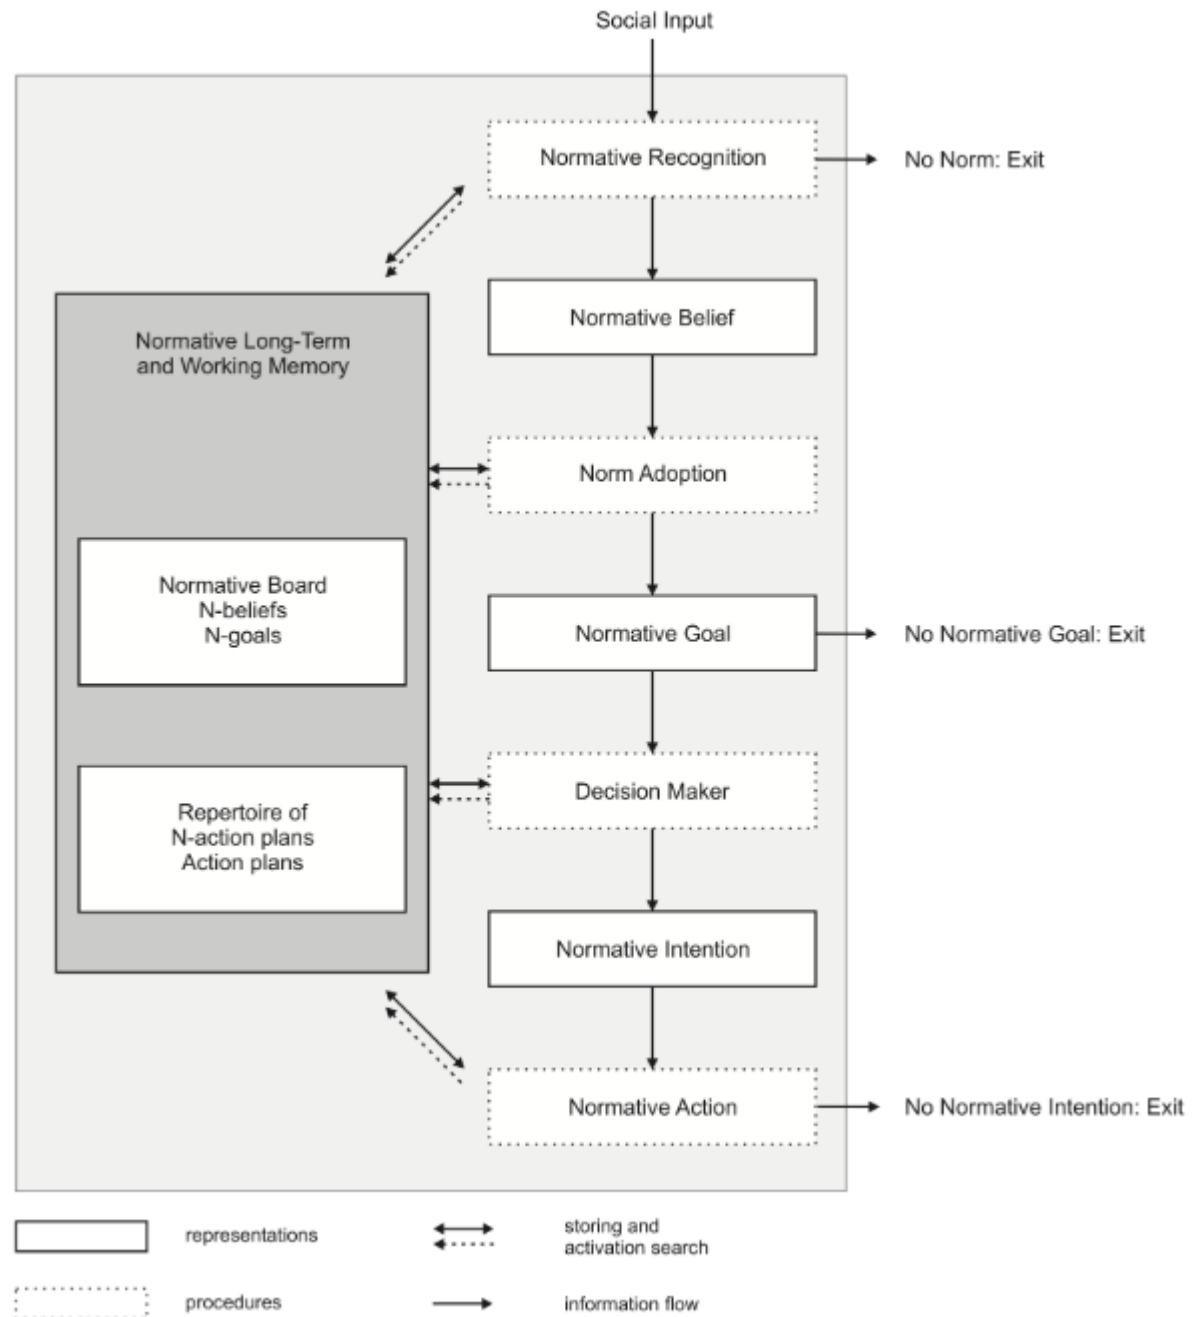 Social Input
Normative Recognition
No Norm: Exit
Normative Belief
Normative Long-Term
and Working Memory
Norm Adoption
Normative Board
N-beliefs
N-goals
Normative Goal
No Normative Goal: Exit
Repertoire of
N-action plans
Action plans
Decision Maker
Normative Intention
Normative Action
No Normative Intention: Exit
representations
storing and
activation search
procedures
information flow